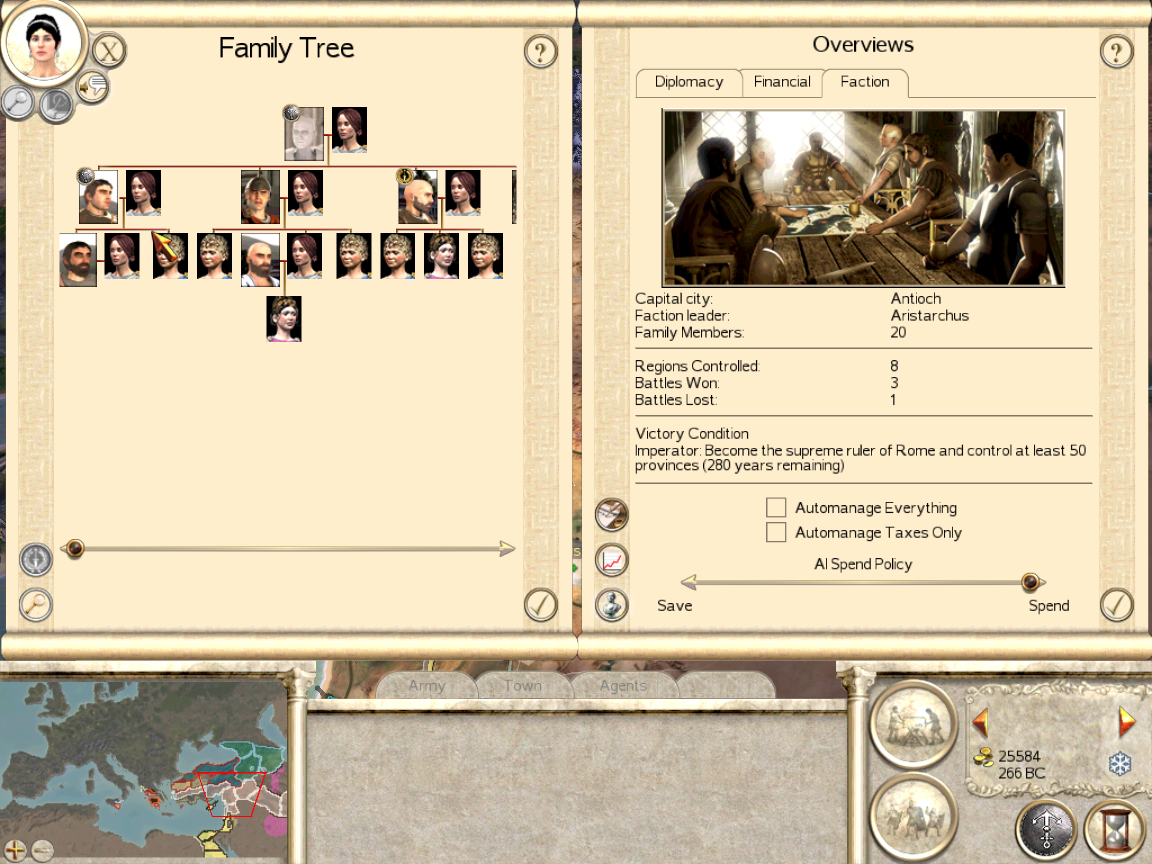 Family Tree
X
?
Overviews
?
Diplomacy
Financial
Faction
Capital city: Antioch
Faction leader: Aristarchus
Family Members: 20
Regions Controlled: 8
Battles Won: 3
Battles Lost: 1
Victory Condition
Imperator: Become the supreme ruler of Rome and control at least 50
provinces (280 years remaining)
Automanage Everything
Automanage Taxes Only
AI Spend Policy
Save
Spend
Army
Town
Agents
25584
266 BC